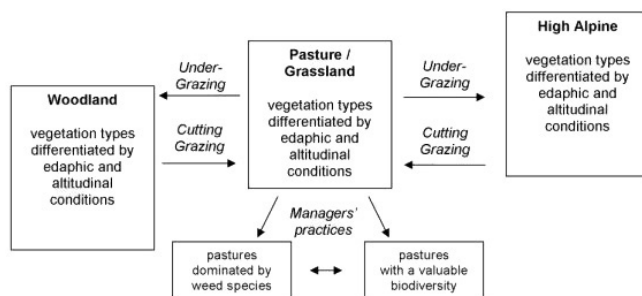 Woodland
vegetation types
differentiated by
edaphic and
altitudinal
conditions
Under-
Grazing
Cutting
Grazing
Pasture /
Grassland
vegetation types
differentiated by
edaphic and
altitudinal
conditions
Under-
Grazing
Cutting
Grazing
High Alpine
vegetation types
differentiated by
edaphic and
altitudinal
conditions
Managers'
practices
pastures
dominated by
weed species
pastures
with a valuable
biodiversity